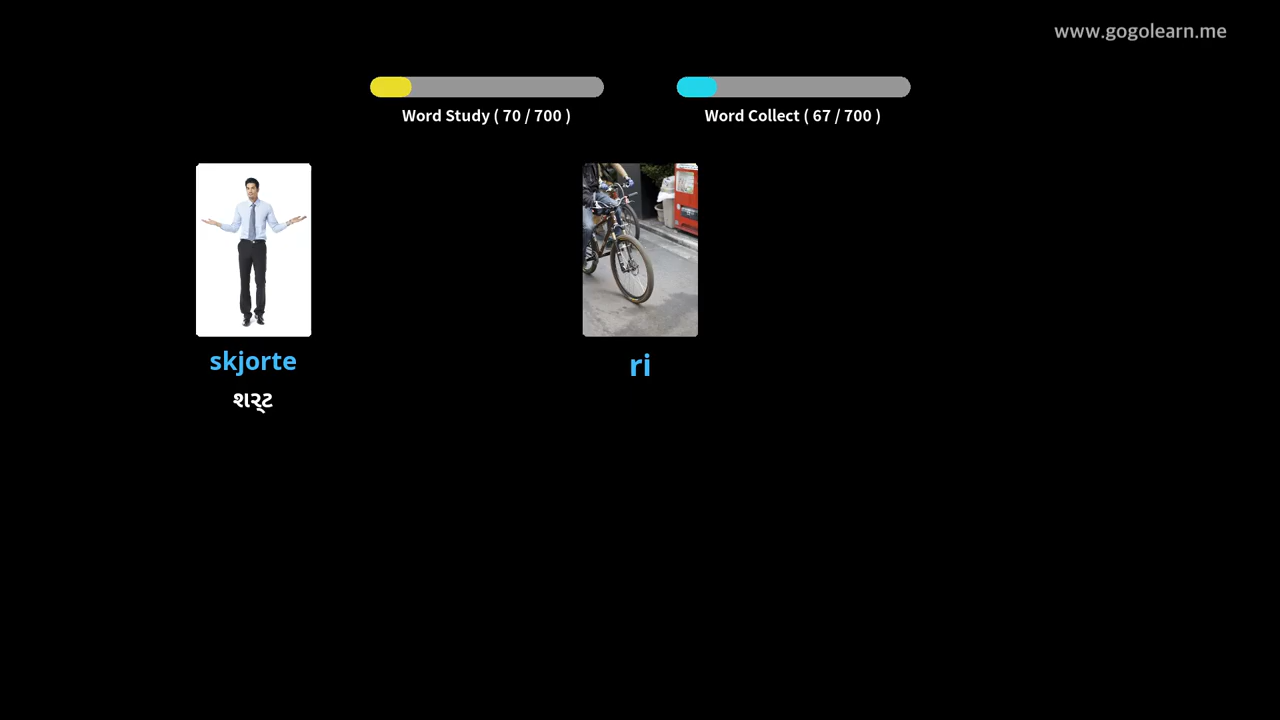 www.gogolearn.me
Word Study ( 70 / 700 )
Word Collect ( 67 / 700 )
skjorte
ri
શર્ટ